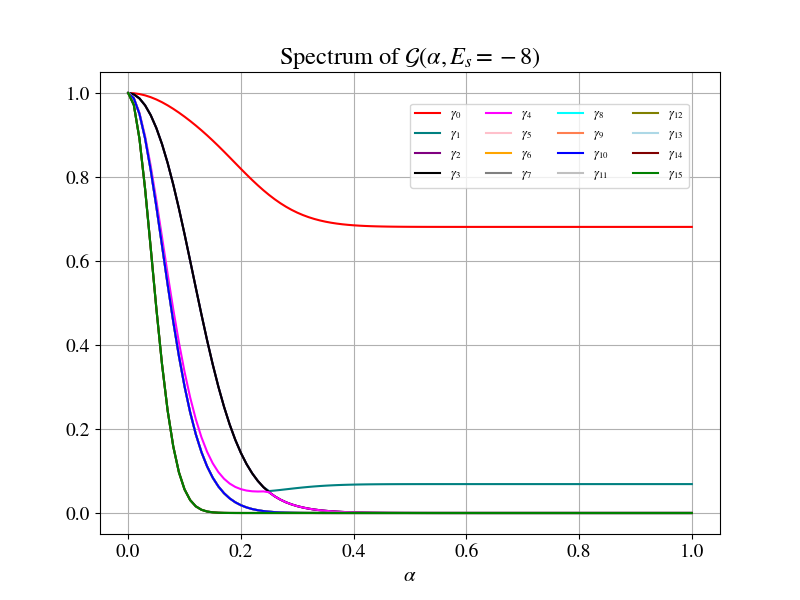 Spectrum of 𝒢(α, E_s = −8)
1.0
0.8
0.6
0.4
0.2
0.0
γ₀ γ₄ γ₈ γ₁₂
γ₁ γ₅ γ₉ γ₁₃
γ₂ γ₆ γ₁₀ γ₁₄
γ₃ γ₇ γ₁₁ γ₁₅
0.0 0.2 0.4 0.6 0.8 1.0
α